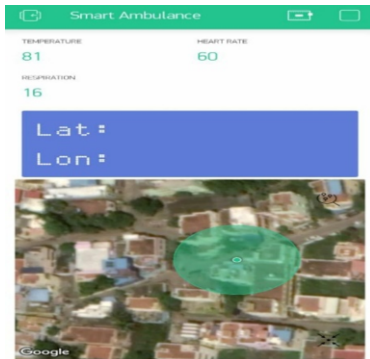 Smart Ambulance
TEMPERATURE HEART RATE
81 60
RESPIRATION
16
Lat:
Lon:
Google